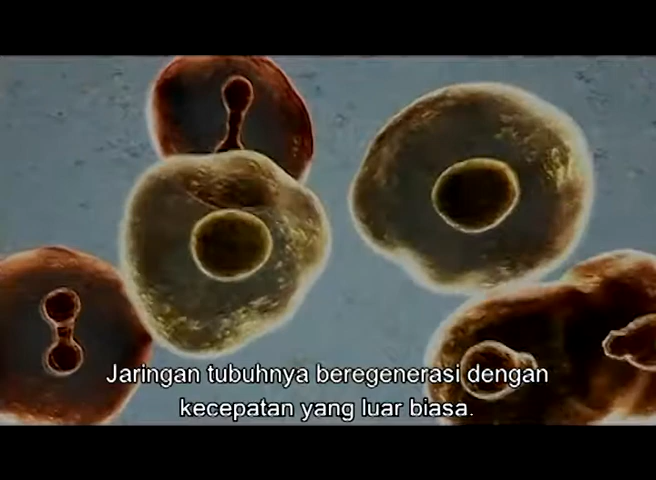 Jaringan tubuhnya beregenerasi dengan
kecepatan yang luar biasa.